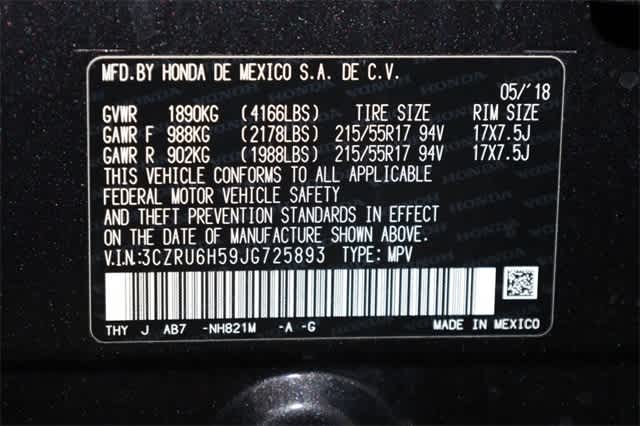 MFD.BY HONDA DE MEXICO S.A. DE C.V.
05/'18
GVWR 1890KG (4166LBS) TIRE SIZE RIM SIZE
GAWR F 988KG (2178LBS) 215/55R17 94V 17X7.5J
GAWR R 902KG (1988LBS) 215/55R17 94V 17X7.5J
THIS VEHICLE CONFORMS TO ALL APPLICABLE
FEDERAL MOTOR VEHICLE SAFETY
AND THEFT PREVENTION STANDARDS IN EFFECT
ON THE DATE OF MANUFACTURE SHOWN ABOVE.
V.I.N:3CZRU6H59JG725893 TYPE: MPV
THY J AB7 -NH821M -A -G MADE IN MEXICO